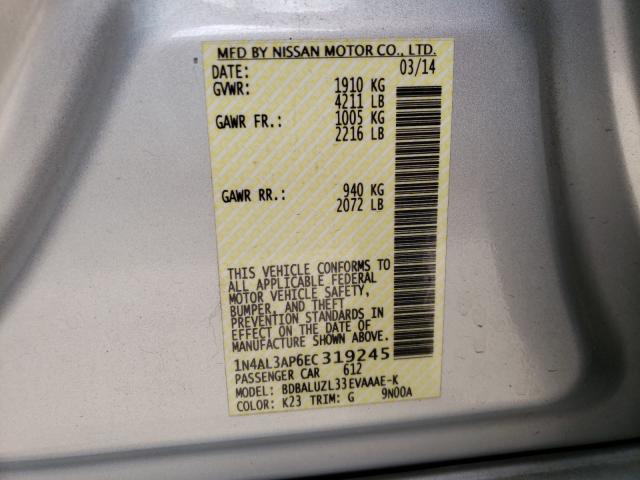 MFD BY NISSAN MOTOR CO., LTD.
DATE: 03/14
GVWR: 1910 KG
4211 LB
GAWR FR.: 1005 KG
2216 LB
GAWR RR.: 940 KG
2072 LB
THIS VEHICLE CONFORMS TO
ALL APPLICABLE FEDERAL
MOTOR VEHICLE SAFETY,
BUMPER, AND THEFT
PREVENTION STANDARDS IN
EFFECT ON THE DATE OF
MANUFACTURE SHOWN ABOVE.
1N4AL3AP6EC319245
PASSENGER CAR 612
MODEL: BDBALUZL33EVAAAE-K
COLOR: K23 TRIM: G 9N00A